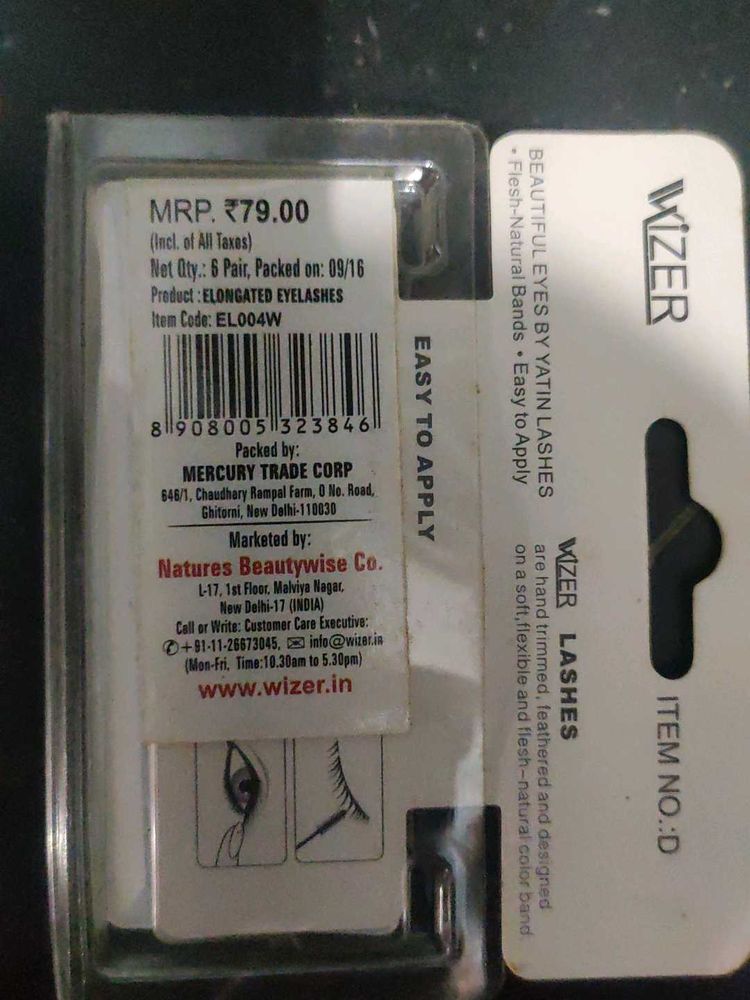 MRP. ₹79.00
(Incl. of All Taxes)
Net Qty.: 6 Pair, Packed on: 09/16
Product : ELONGATED EYELASHES
Item Code: EL004W
8 908005 323846
Packed by:
MERCURY TRADE CORP
646/1, Chaudhary Rampal Farm, O No. Road,
Ghitorni, New Delhi-110030
Marketed by:
Natures Beautywise Co.
L-17, 1st Floor, Malviya Nagar,
New Delhi-17 (INDIA)
Call or Write: Customer Care Executive:
+91-11-26673045, info@wizer.in
(Mon-Fri, Time:10.30am to 5.30pm)
www.wizer.in
EASY TO APPLY
WiZER
BEAUTIFUL EYES BY YATIN LASHES
• Flesh-Natural Bands • Easy to Apply
WiZER LASHES
are hand trimmed, feathered and designed
on a soft,flexible and flesh-natural color band.
ITEM NO.:D